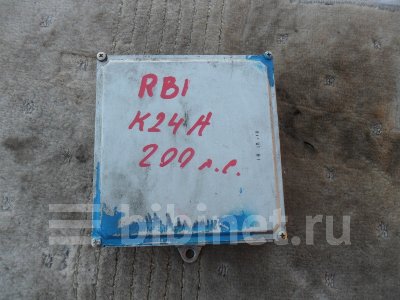 RB1
K24A
200 л.с.
bibinet.ru